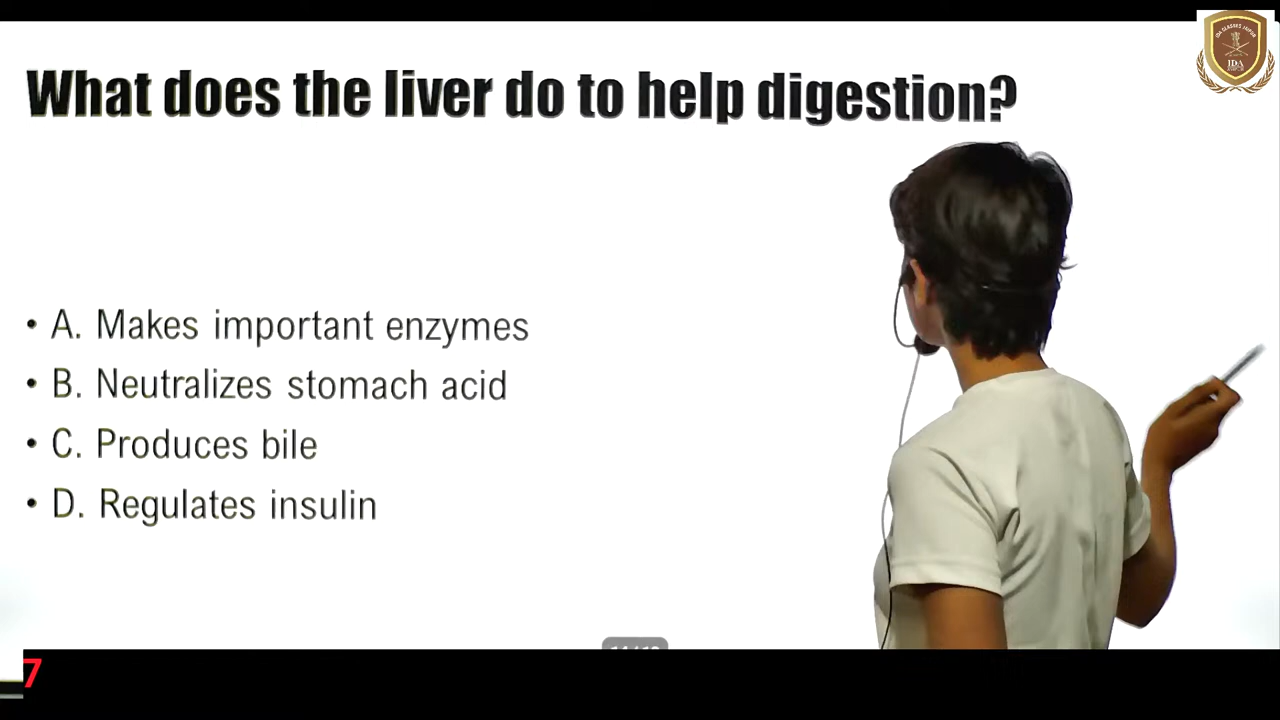 What does the liver do to help digestion?
IDA
• A. Makes important enzymes
• B. Neutralizes stomach acid
• C. Produces bile
• D. Regulates insulin
7